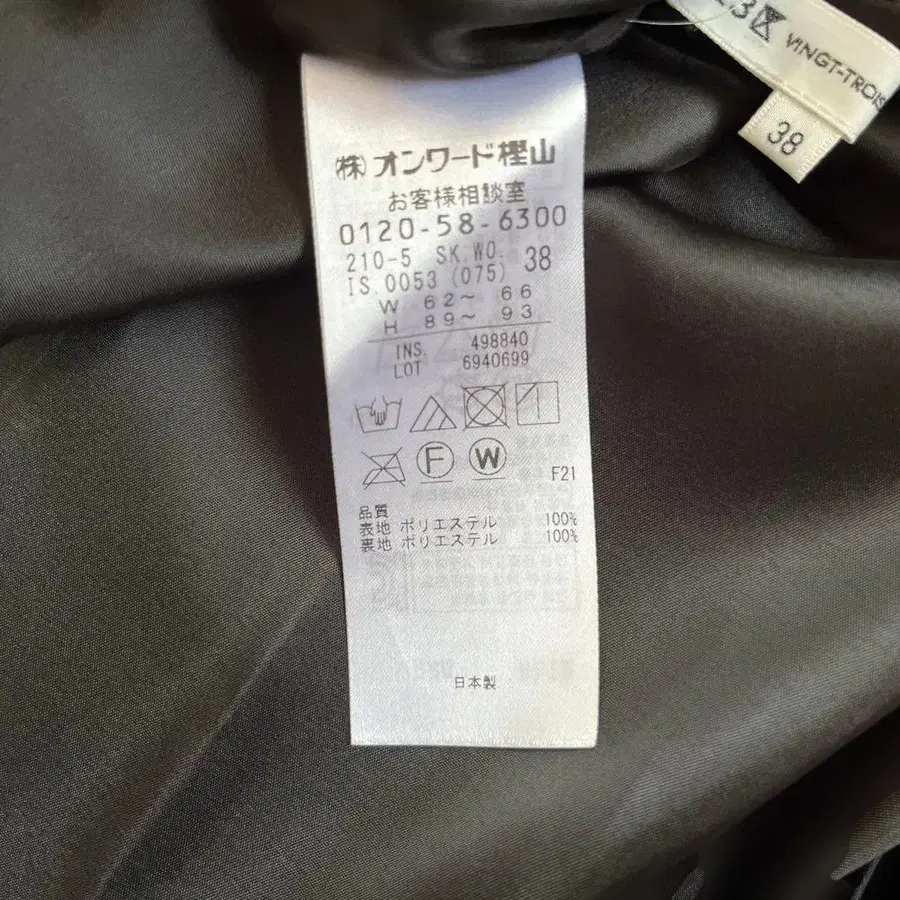 VINGT-TROIS
38
(株)オンワード樫山
お客様相談室
0120-58-6300
210-5 SK.WO. 38
IS.0053 (075)
W 62～ 66
H 89～ 93
INS. 498840
LOT 6940699
F W
F21
品質
表地 ポリエステル 100%
裏地 ポリエステル 100%
日本製